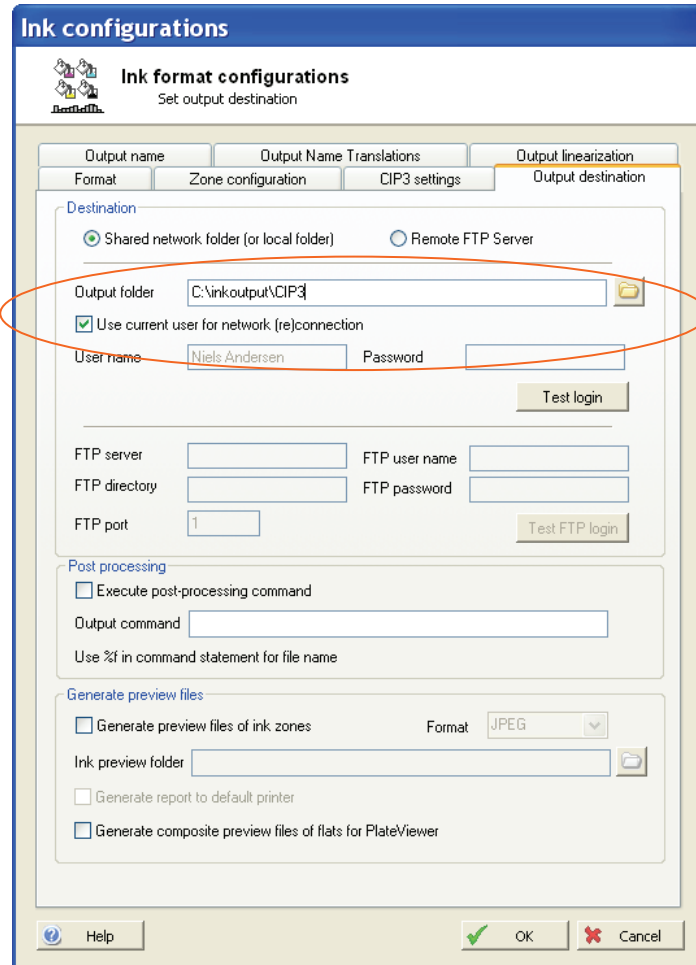 Ink configurations
Ink format configurations
Set output destination
Output name Output Name Translations Output linearization
Format Zone configuration CIP3 settings Output destination
Destination
Shared network folder (or local folder) Remote FTP Server
Output folder C:\inkoutput\CIP3
Use current user for network (re)connection
User name Niels Andersen Password
Test login
FTP server FTP user name
FTP directory FTP password
FTP port 1 Test FTP login
Post processing
Execute post-processing command
Output command
Use %f in command statement for file name
Generate preview files
Generate preview files of ink zones Format JPEG
Ink preview folder
Generate report to default printer
Generate composite preview files of flats for PlateViewer
Help OK Cancel